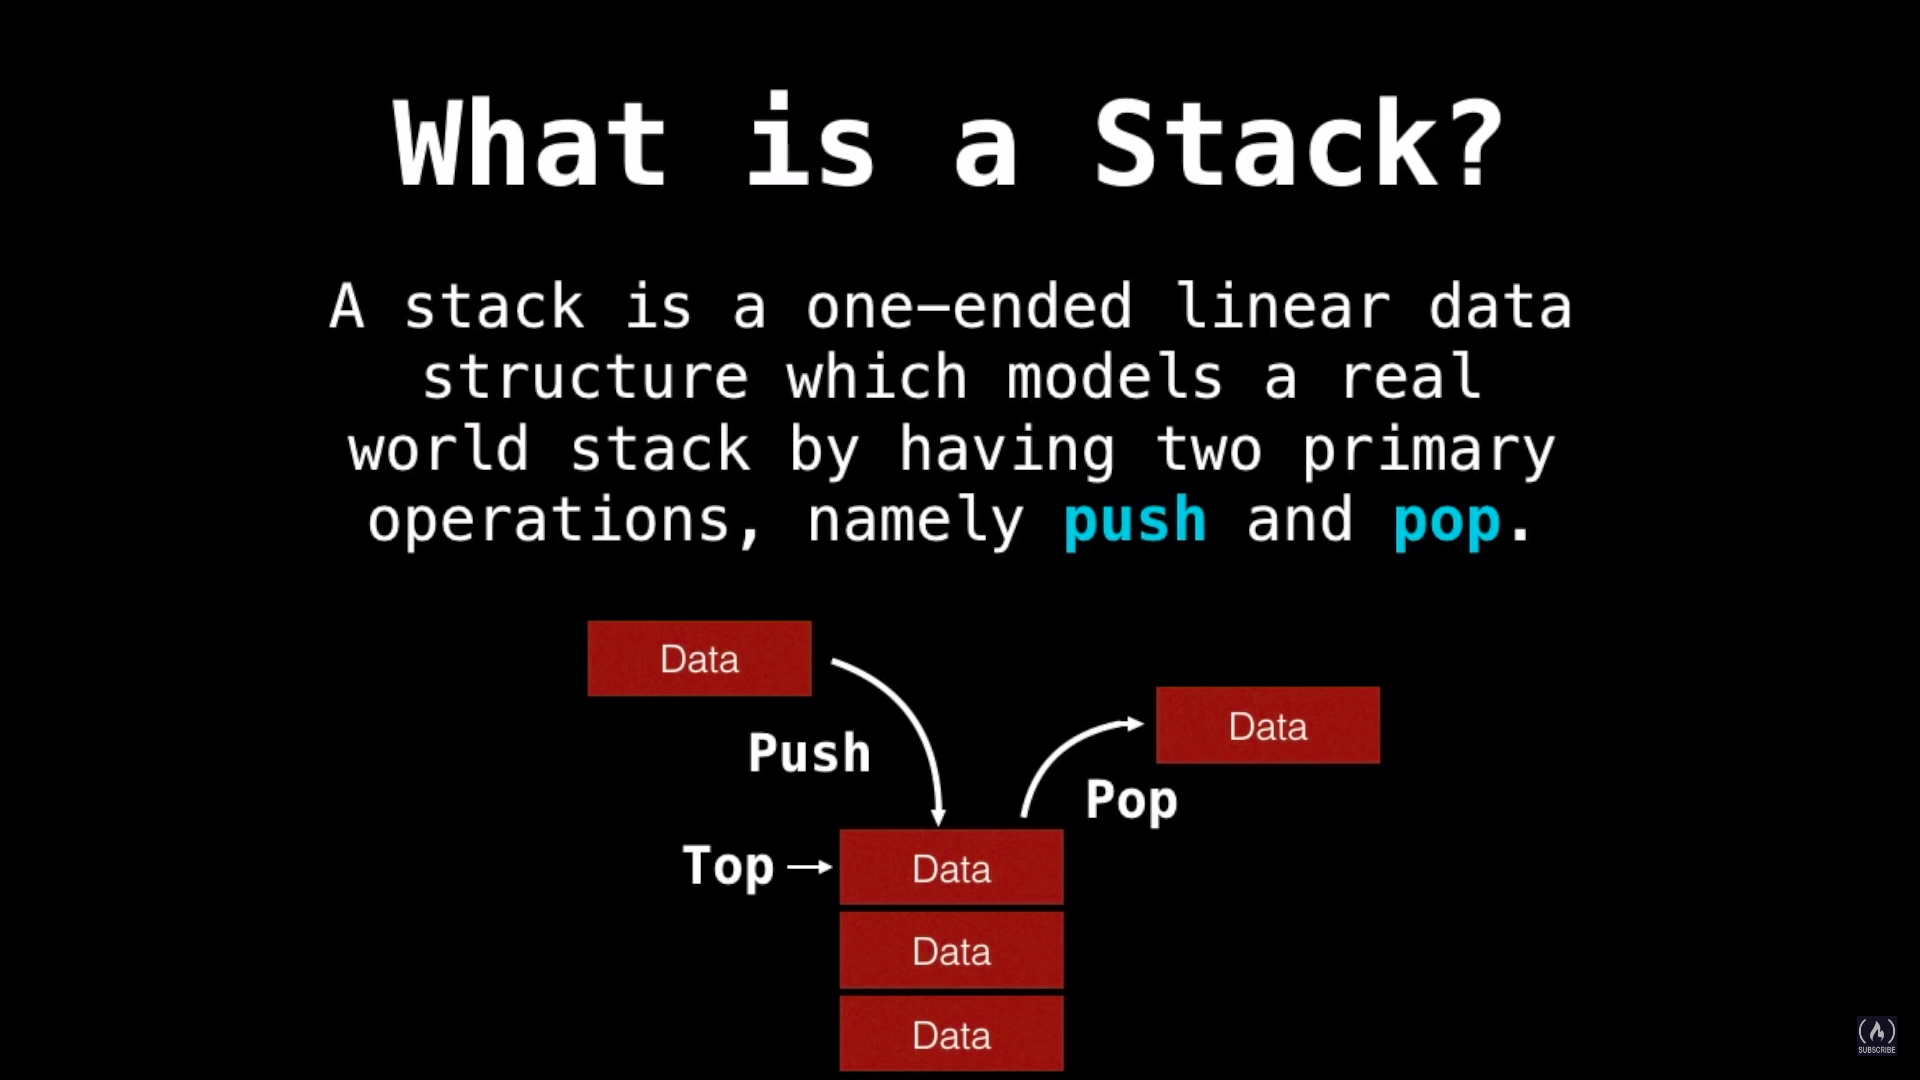 What is a Stack?
A stack is a one-ended linear data
structure which models a real
world stack by having two primary
operations, namely push and pop.
Data
Data
Push
Pop
Top
Data
Data
Data
SUBSCRIBE